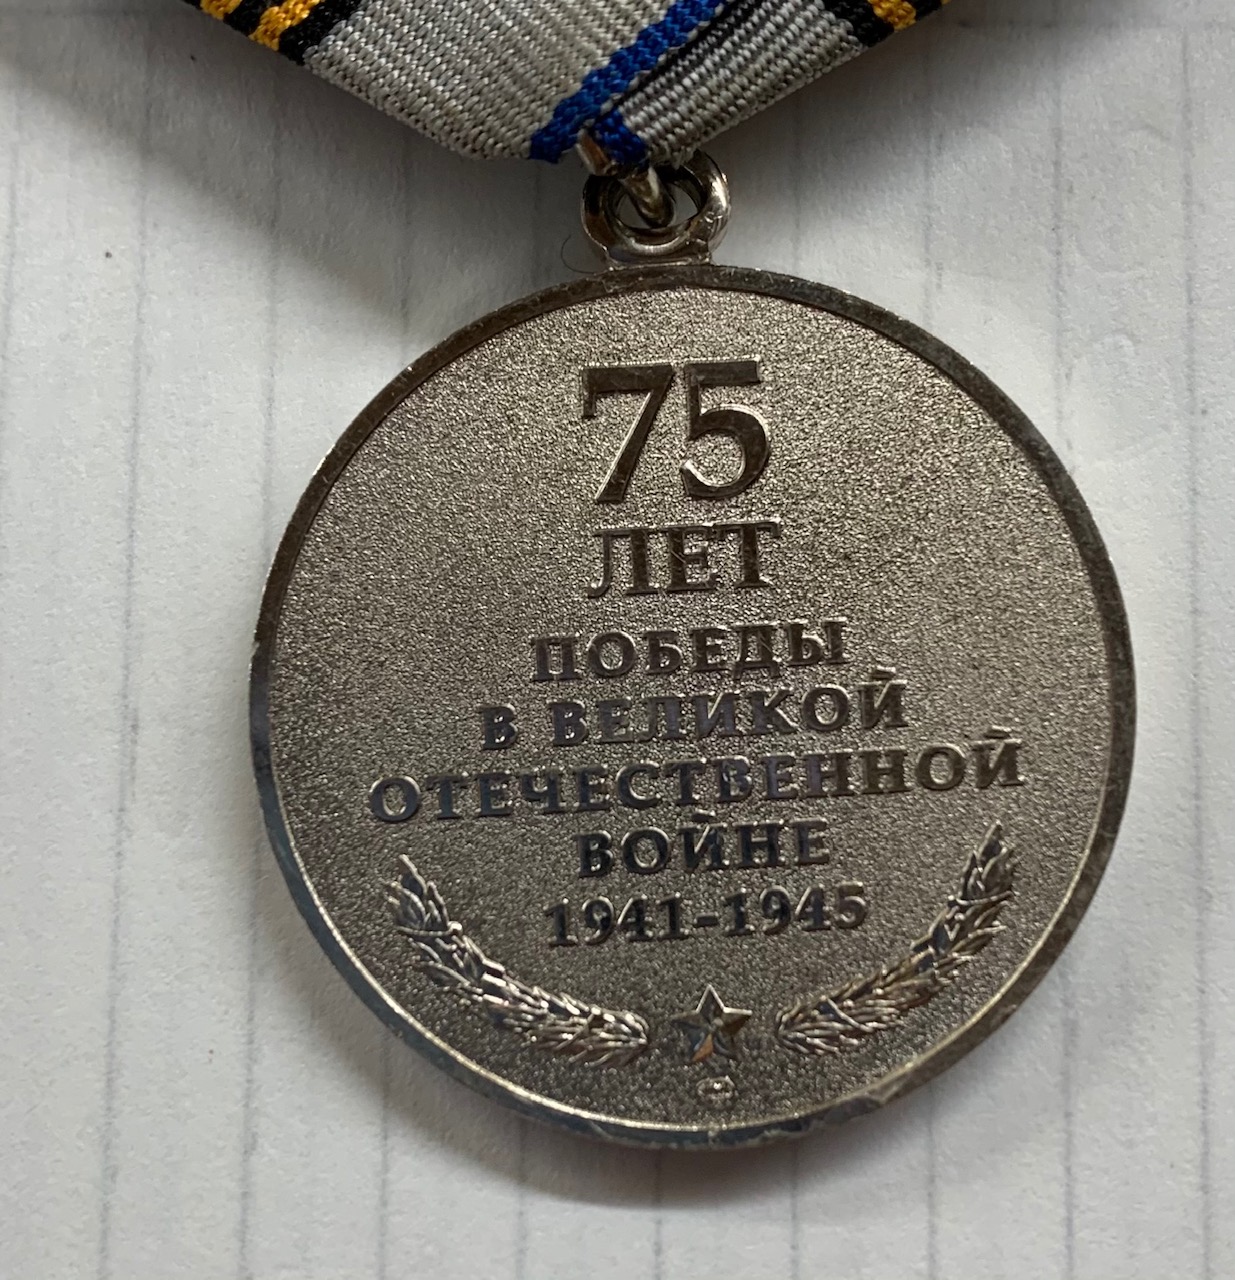 75
ЛЕТ
ПОБЕДЫ
В ВЕЛИКОЙ
ОТЕЧЕСТВЕННОЙ
ВОЙНЕ
1941-1945